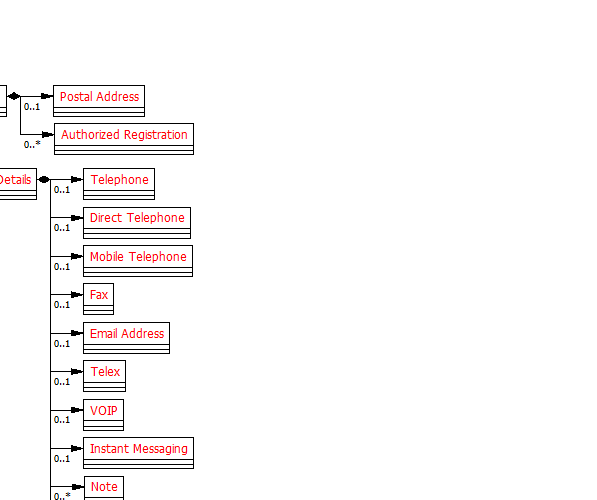 Postal Address
0..1
Authorized Registration
0..*
Details
Telephone
0..1
Direct Telephone
0..1
Mobile Telephone
0..1
Fax
0..1
Email Address
0..1
Telex
0..1
VOIP
0..1
Instant Messaging
0..1
Note
0..*